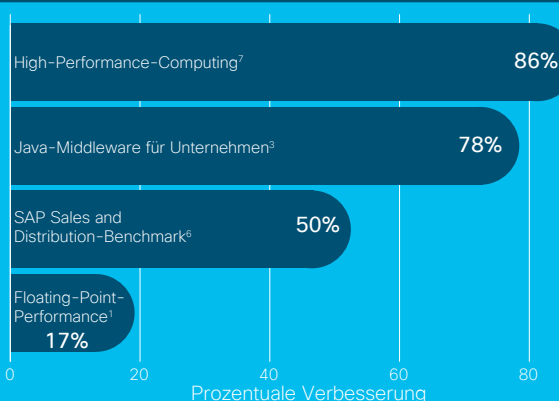 High-Performance-Computing⁷
86%
Java-Middleware für Unternehmen³
78%
SAP Sales and
Distribution-Benchmark⁶
50%
Floating-Point-
Performance¹
17%
0 20 40 60 80
Prozentuale Verbesserung